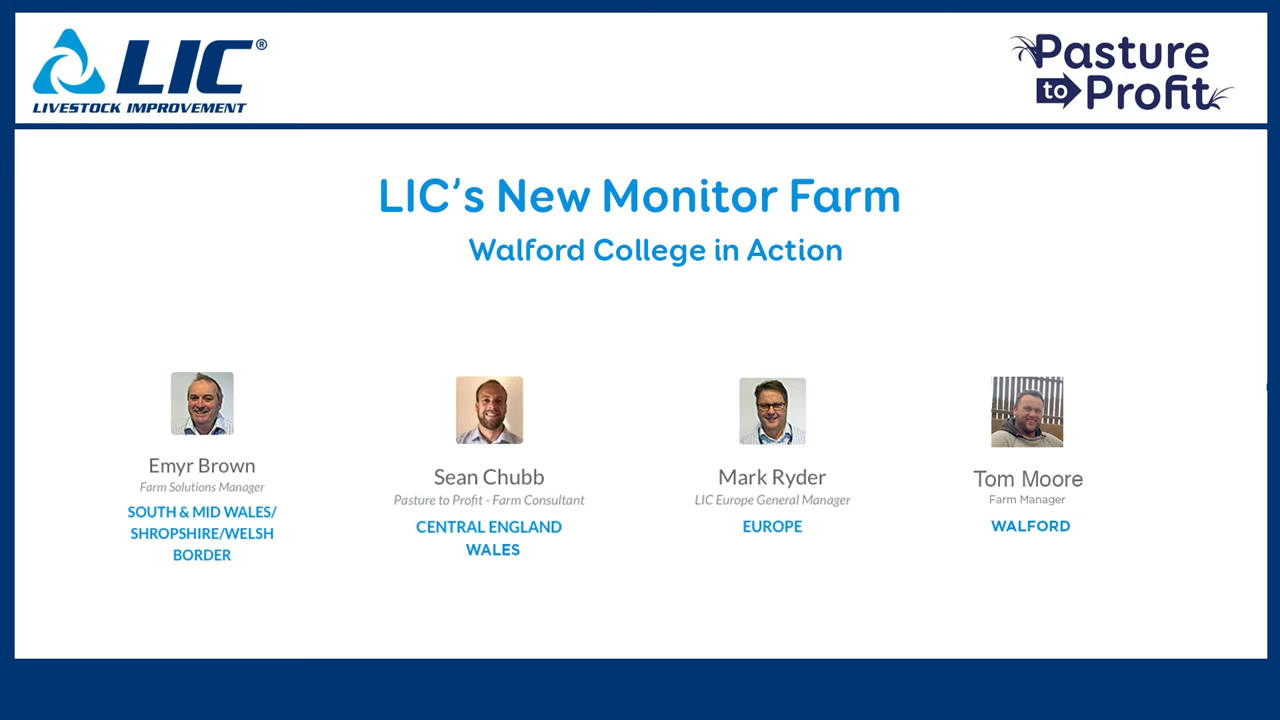 LIC®
LIVESTOCK IMPROVEMENT
Pasture
to Profit
LIC's New Monitor Farm
Walford College in Action
Emyr Brown
Farm Solutions Manager
SOUTH & MID WALES/
SHROPSHIRE/WELSH
BORDER
Sean Chubb
Pasture to Profit - Farm Consultant
CENTRAL ENGLAND
WALES
Mark Ryder
LIC Europe General Manager
EUROPE
Tom Moore
Farm Manager
WALFORD